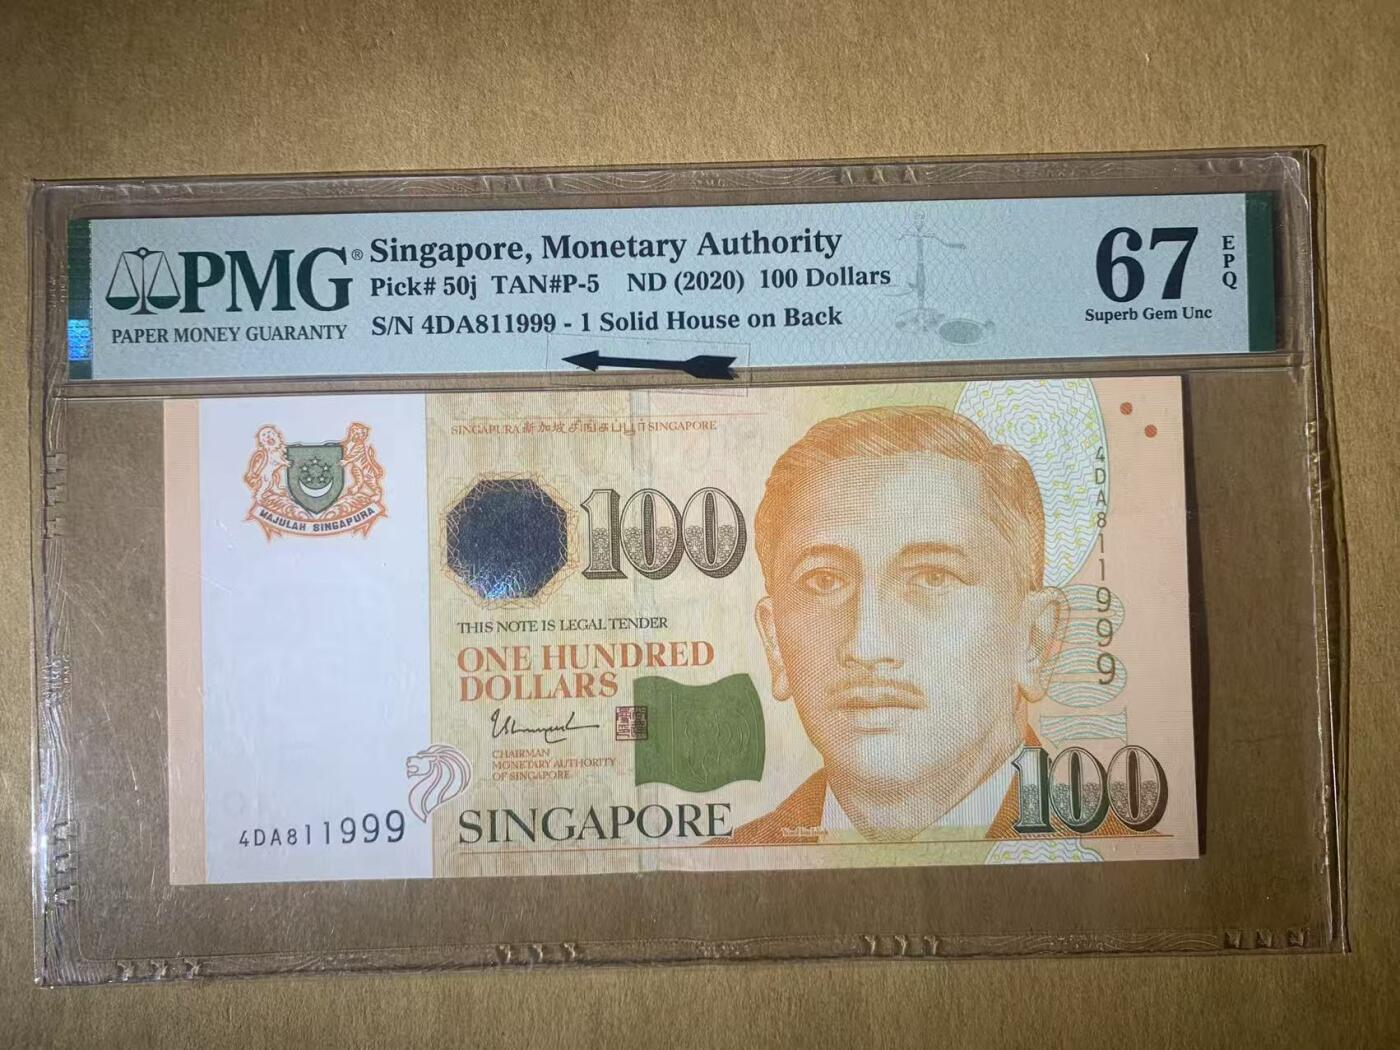 PMG®
PAPER MONEY GUARANTY
Singapore, Monetary Authority
Pick# 50j TAN#P-5 ND (2020) 100 Dollars
S/N 4DA811999 - 1 Solid House on Back
67
EPQ
Superb Gem Unc
MAJULAH SINGAPURA
SINGAPURA 新加坡 சிங்கப்பூர் SINGAPORE
100
4DA811999
THIS NOTE IS LEGAL TENDER
ONE HUNDRED
DOLLARS
CHAIRMAN
MONETARY AUTHORITY
OF SINGAPORE
SINGAPORE
100
4DA811999